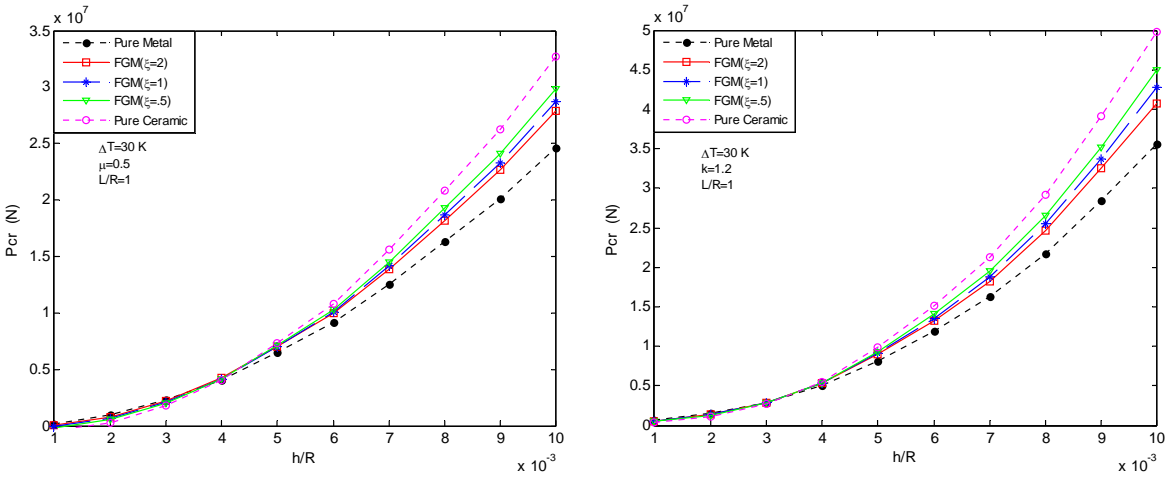 x 10^7
3.5
3
2.5
2
1.5
1
0.5
0
Pcr (N)
Pure Metal
FGM(ξ=2)
FGM(ξ=1)
FGM(ξ=.5)
Pure Ceramic
ΔT=30 K
μ=0.5
L/R=1
1 2 3 4 5 6 7 8 9 10
h/R
x 10^-3
x 10^7
5
4.5
4
3.5
3
2.5
2
1.5
1
0.5
0
Pcr (N)
Pure Metal
FGM(ξ=2)
FGM(ξ=1)
FGM(ξ=.5)
Pure Ceramic
ΔT=30 K
k=1.2
L/R=1
1 2 3 4 5 6 7 8 9 10
h/R
x 10^-3